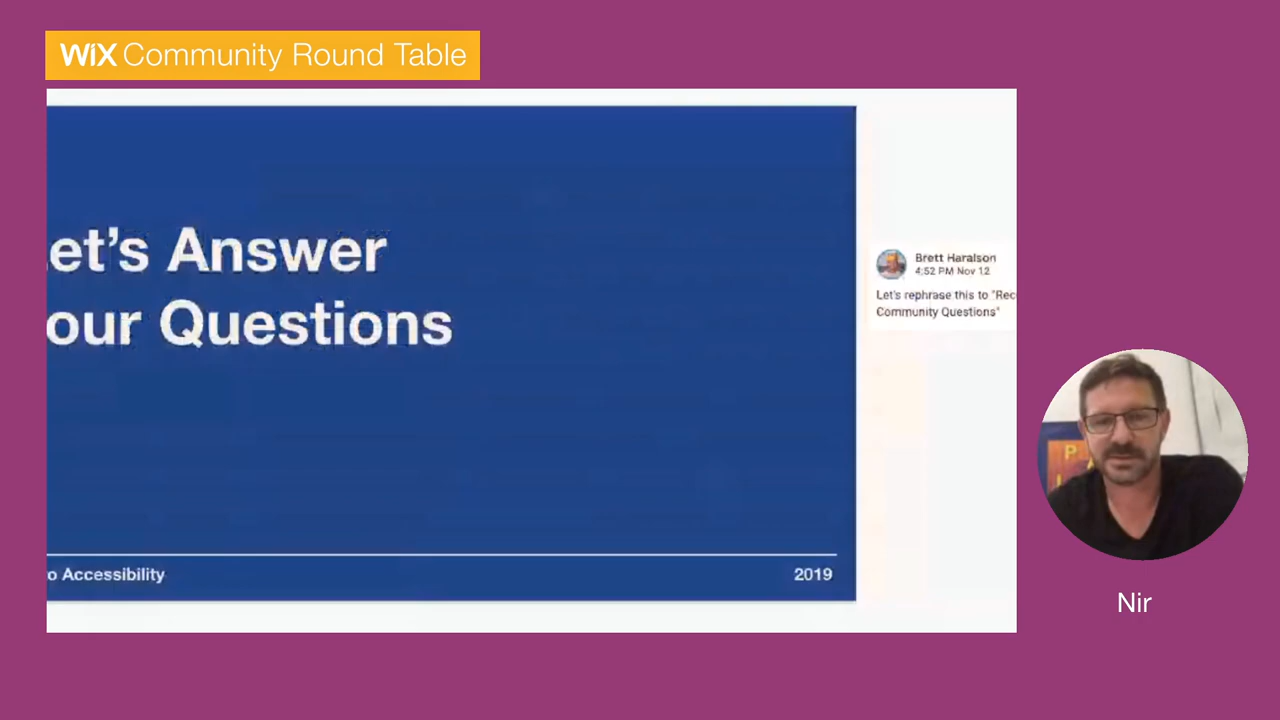 WiX Community Round Table
et's Answer
our Questions
Brett Haralson
4:52 PM Nov 12
Let's rephrase this to "Rec
Community Questions"
o Accessibility
2019
P
Nir